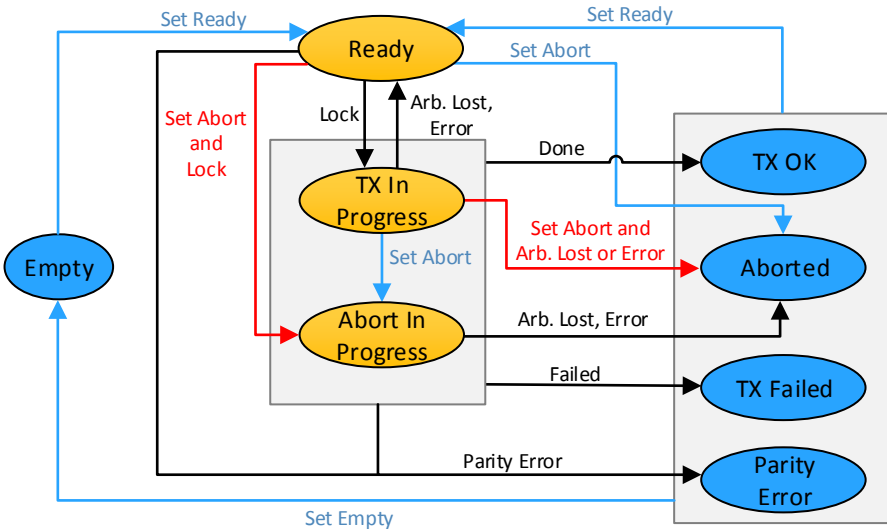 Set Ready
Set Ready
Ready
Set Abort
Set Abort
and
Lock
Lock
Arb. Lost,
Error
Done
TX OK
TX In
Progress
Set Abort and
Arb. Lost or Error
Set Abort
Empty
Aborted
Abort In
Progress
Arb. Lost, Error
Failed
TX Failed
Parity Error
Parity
Error
Set Empty